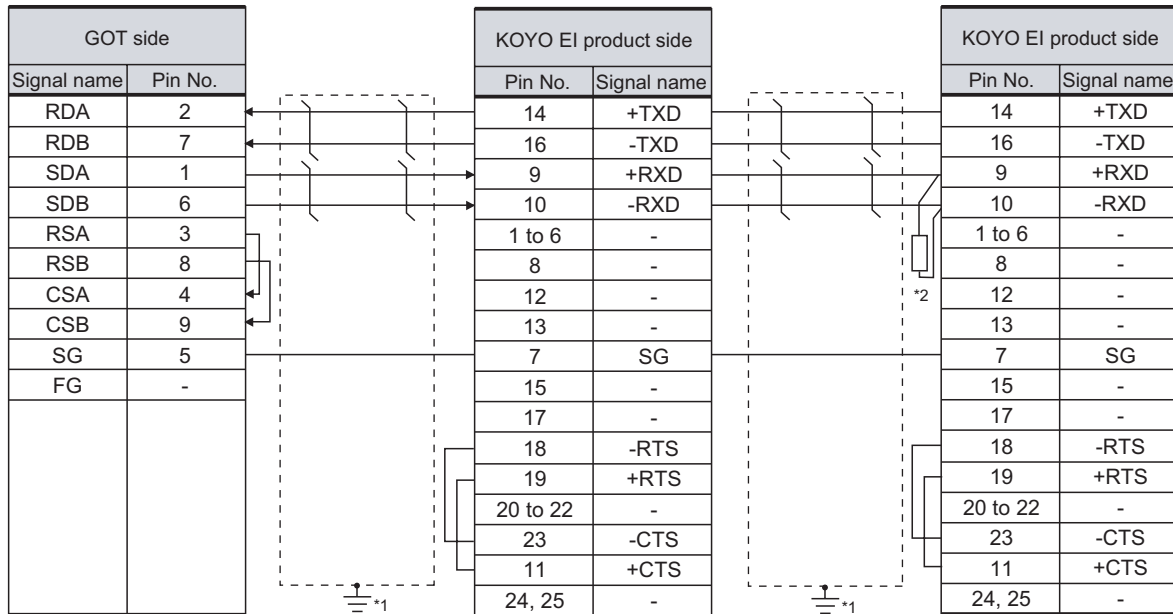 GOT side KOYO EI product side KOYO EI product side
Signal name Pin No. Pin No. Signal name Pin No. Signal name
RDA 2 14 +TXD 14 +TXD
RDB 7 16 -TXD 16 -TXD
SDA 1 9 +RXD 9 +RXD
SDB 6 10 -RXD 10 -RXD
RSA 3 1 to 6 - 1 to 6 -
RSB 8 8 - 8 -
CSA 4 12 - *2 12 -
CSB 9 13 - 13 -
SG 5 7 SG 7 SG
FG - 15 - 15 -
17 - 17 -
18 -RTS 18 -RTS
19 +RTS 19 +RTS
20 to 22 - 20 to 22 -
23 -CTS 23 -CTS
11 +CTS 11 +CTS
*1 24, 25 - *1 24, 25 -